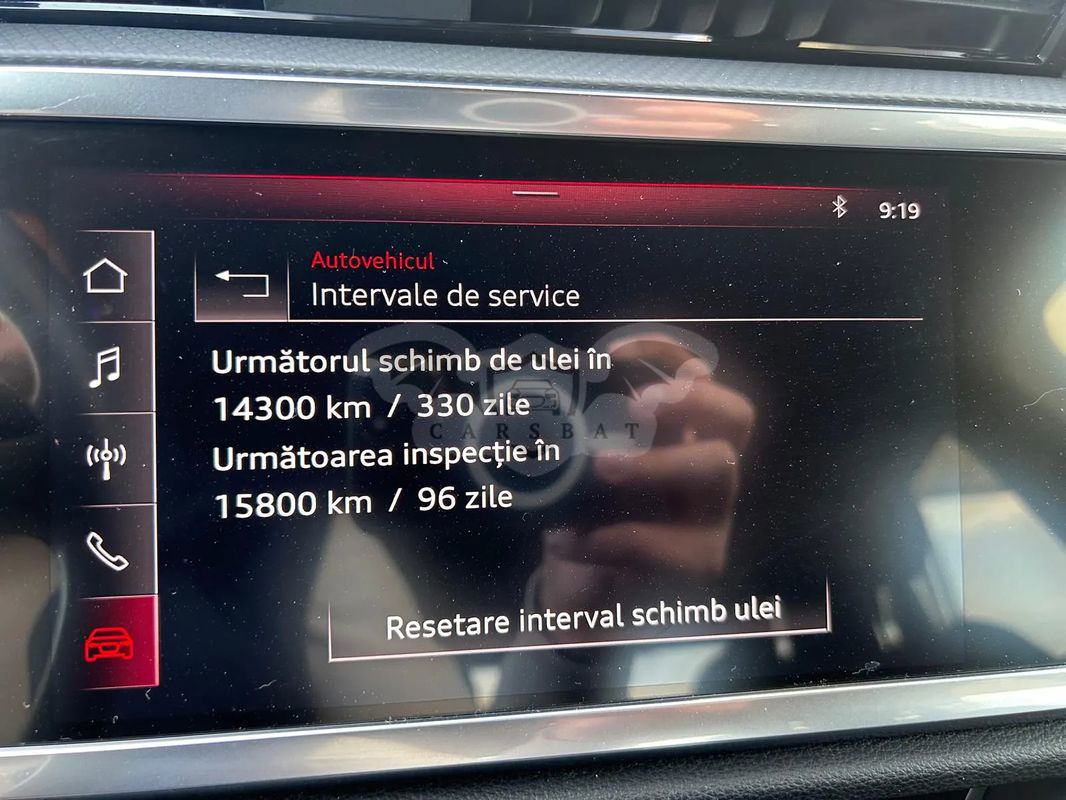 9:19
Autovehicul
Intervale de service
Următorul schimb de ulei în
14300 km / 330 zile
CARSBAT
Următoarea inspecție în
15800 km / 96 zile
Resetare interval schimb ulei